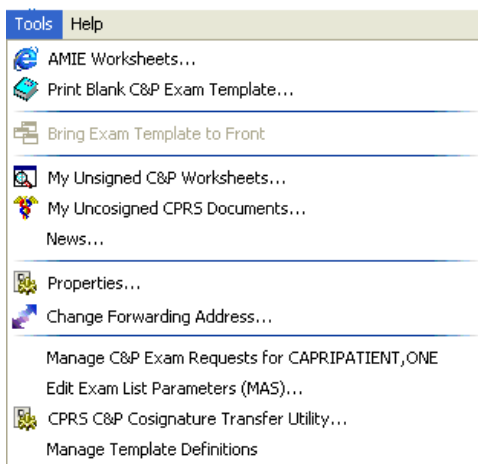 Tools Help
AMIE Worksheets...
Print Blank C&P Exam Template...
Bring Exam Template to Front
My Unsigned C&P Worksheets...
My Uncosigned CPRS Documents...
News...
Properties...
Change Forwarding Address...
Manage C&P Exam Requests for CAPRIPATIENT,ONE
Edit Exam List Parameters (MAS)...
CPRS C&P Cosignature Transfer Utility...
Manage Template Definitions